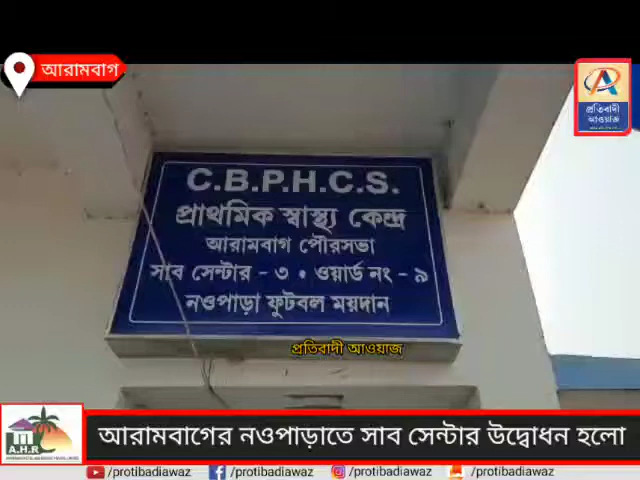 আরামবাগ
প্রতিবাদী
আওয়াজ
C.B.P.H.C.S.
প্রাথমিক স্বাস্থ্য কেন্দ্র
আরামবাগ পৌরসভা
সাব সেন্টার - ৩ • ওয়ার্ড নং - ৯
নওপাড়া ফুটবল ময়দান
প্রতিবাদী আওয়াজ
A.H.R
আরামবাগের নওপাড়াতে সাব সেন্টার উদ্বোধন হলো
/protibadiawaz /protibadiawaz /protibadiawaz /protibadiawaz